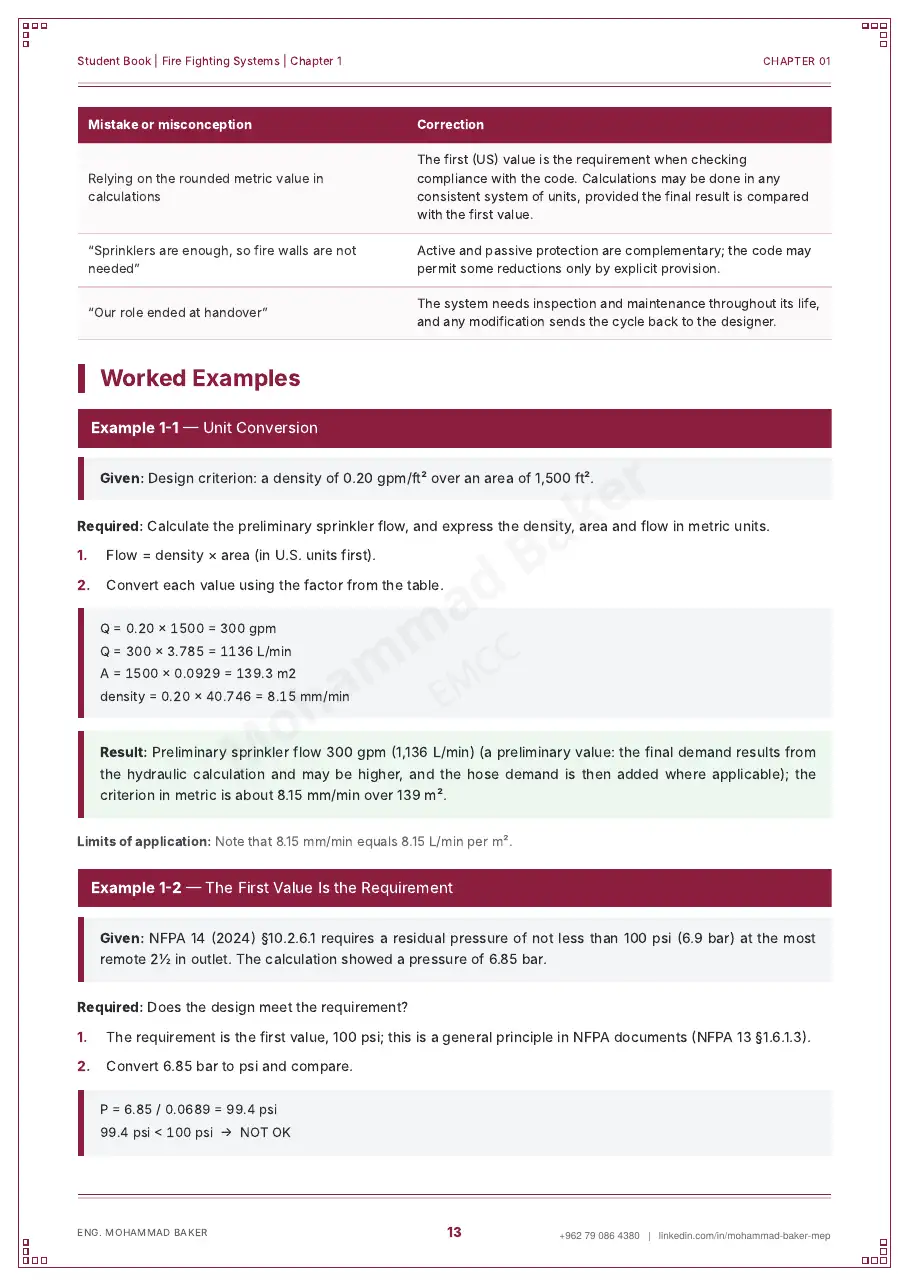 Student Book | Fire Fighting Systems | Chapter 1
CHAPTER 01
Mistake or misconception
Correction
Relying on the rounded metric value in
calculations
The first (US) value is the requirement when checking
compliance with the code. Calculations may be done in any
consistent system of units, provided the final result is compared
with the first value.
“Sprinklers are enough, so fire walls are not
needed”
Active and passive protection are complementary; the code may
permit some reductions only by explicit provision.
“Our role ended at handover”
The system needs inspection and maintenance throughout its life,
and any modification sends the cycle back to the designer.
Worked Examples
Example 1-1 — Unit Conversion
Given: Design criterion: a density of 0.20 gpm/ft² over an area of 1,500 ft².
Required: Calculate the preliminary sprinkler flow, and express the density, area and flow in metric units.
1. Flow = density × area (in U.S. units first).
2. Convert each value using the factor from the table.
Q = 0.20 × 1500 = 300 gpm
Q = 300 × 3.785 = 1136 L/min
A = 1500 × 0.0929 = 139.3 m2
density = 0.20 × 40.746 = 8.15 mm/min
Result: Preliminary sprinkler flow 300 gpm (1,136 L/min) (a preliminary value: the final demand results from
the hydraulic calculation and may be higher, and the hose demand is then added where applicable); the
criterion in metric is about 8.15 mm/min over 139 m².
Limits of application: Note that 8.15 mm/min equals 8.15 L/min per m².
Example 1-2 — The First Value Is the Requirement
Given: NFPA 14 (2024) §10.2.6.1 requires a residual pressure of not less than 100 psi (6.9 bar) at the most
remote 2½ in outlet. The calculation showed a pressure of 6.85 bar.
Required: Does the design meet the requirement?
1. The requirement is the first value, 100 psi; this is a general principle in NFPA documents (NFPA 13 §1.6.1.3).
2. Convert 6.85 bar to psi and compare.
P = 6.85 / 0.0689 = 99.4 psi
99.4 psi < 100 psi → NOT OK
Mohammad Baker
EMCC
ENG. MOHAMMAD BAKER
13
+962 79 086 4380 | linkedin.com/in/mohammad-baker-mep